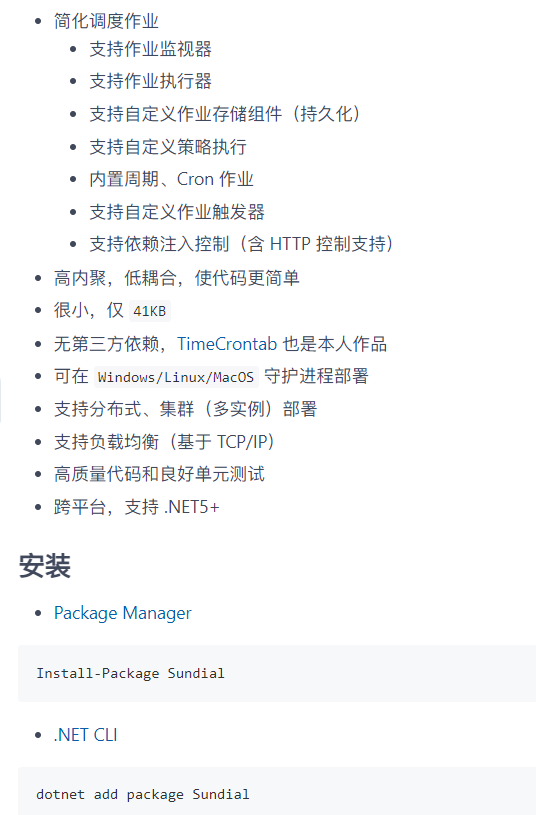 简化调度作业
支持作业监视器
支持作业执行器
支持自定义作业存储组件（持久化）
支持自定义策略执行
内置周期、Cron 作业
支持自定义作业触发器
支持依赖注入控制（含 HTTP 控制支持）
高内聚，低耦合，使代码更简单
很小，仅 41KB
无第三方依赖，TimeCrontab 也是本人作品
可在 Windows/Linux/MacOS 守护进程部署
支持分布式、集群（多实例）部署
支持负载均衡（基于 TCP/IP）
高质量代码和良好单元测试
跨平台，支持 .NET5+
安装
Package Manager
Install-Package Sundial
.NET CLI
dotnet add package Sundial